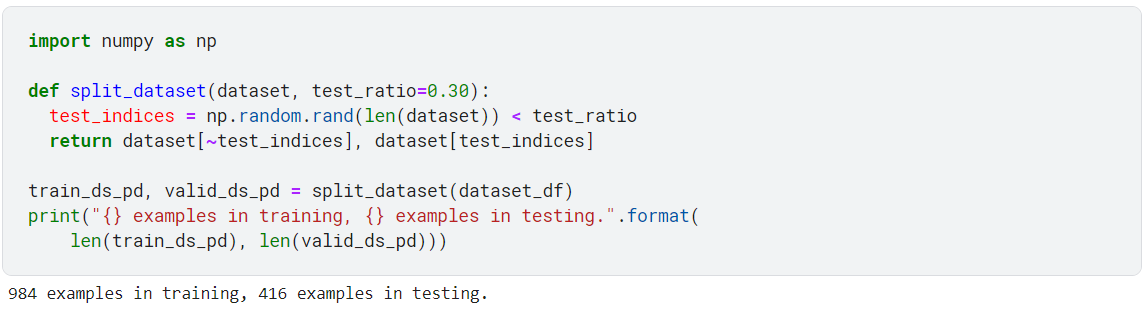 import numpy as np
def split_dataset(dataset, test_ratio=0.30):
  test_indices = np.random.rand(len(dataset)) < test_ratio
  return dataset[~test_indices], dataset[test_indices]
train_ds_pd, valid_ds_pd = split_dataset(dataset_df)
print("{} examples in training, {} examples in testing.".format(
    len(train_ds_pd), len(valid_ds_pd)))
984 examples in training, 416 examples in testing.